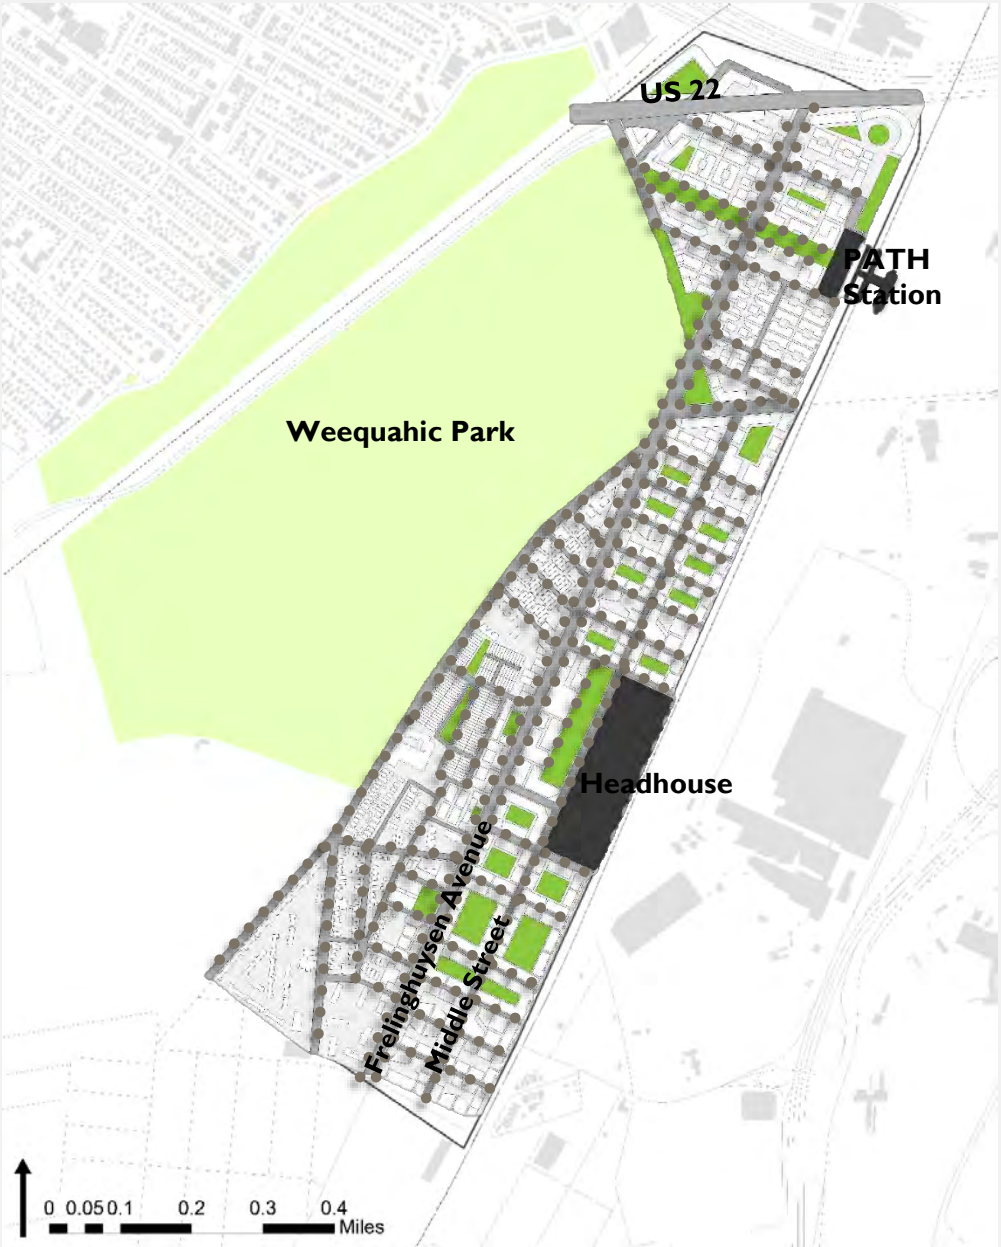 US 22
PATH
Station
Weequahic Park
Headhouse
Frelinghuysen Avenue
Middle Street
0 0.05 0.1 0.2 0.3 0.4
Miles